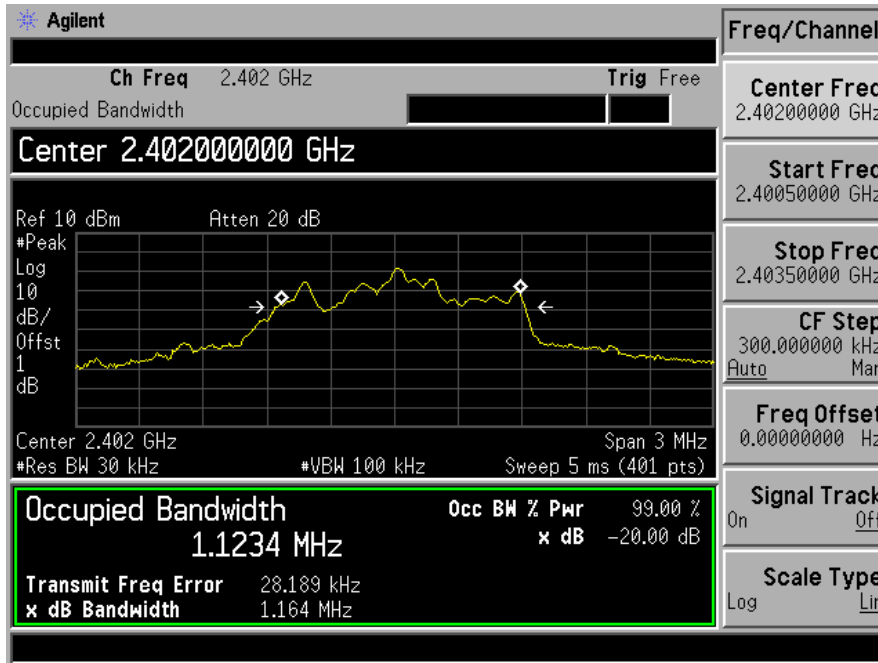 Agilent
Ch Freq 2.402 GHz Trig Free
Occupied Bandwidth
Center 2.402000000 GHz
Ref 10 dBm Atten 20 dB
#Peak
Log
10
dB/
Offst
1
dB
Center 2.402 GHz Span 3 MHz
#Res BW 30 kHz #VBW 100 kHz Sweep 5 ms (401 pts)
Occupied Bandwidth
1.1234 MHz
Occ BW % Pwr 99.00 %
x dB -20.00 dB
Transmit Freq Error 28.189 kHz
x dB Bandwidth 1.164 MHz
Freq/Channel
Center Freq
2.40200000 GHz
Start Freq
2.40050000 GHz
Stop Freq
2.40350000 GHz
CF Step
300.000000 kHz
Auto Man
Freq Offset
0.00000000 Hz
Signal Track
On Off
Scale Type
Log Lin